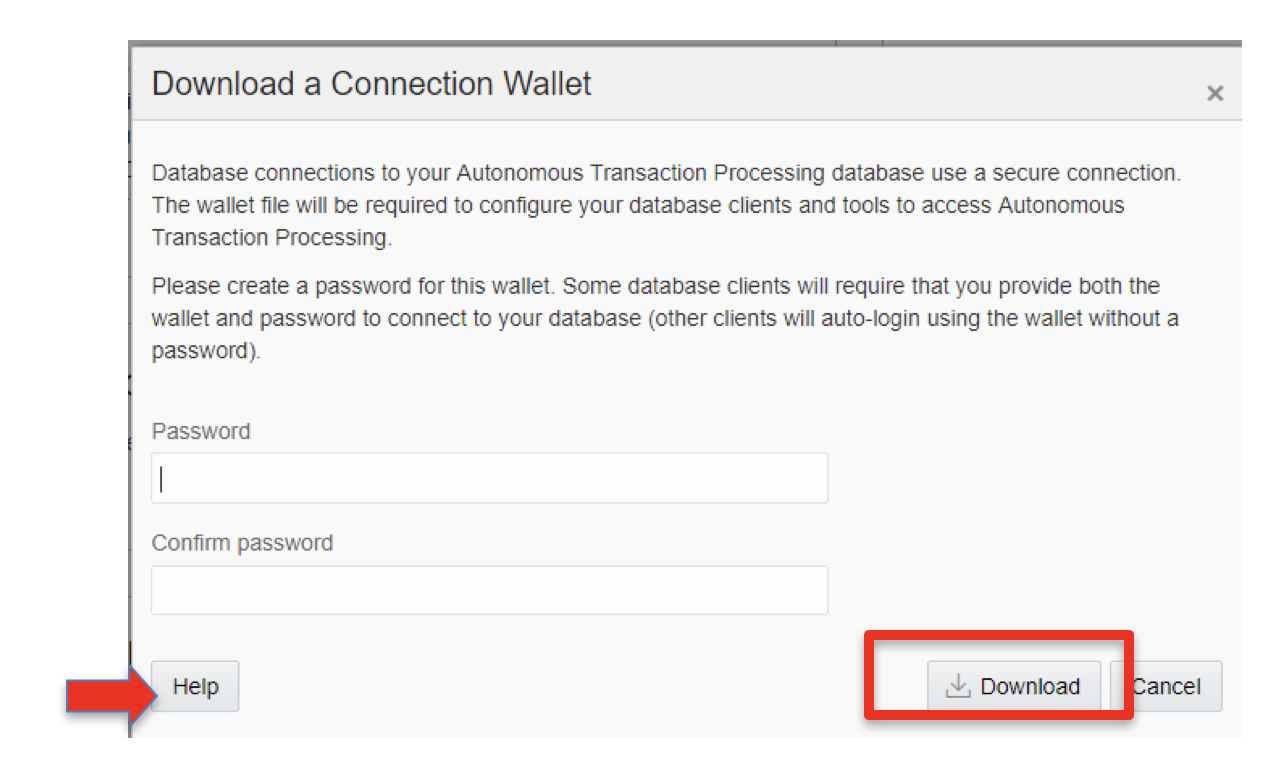 Download a Connection Wallet
×
Database connections to your Autonomous Transaction Processing database use a secure connection.
The wallet file will be required to configure your database clients and tools to access Autonomous
Transaction Processing.
Please create a password for this wallet. Some database clients will require that you provide both the
wallet and password to connect to your database (other clients will auto-login using the wallet without a
password).
Password
Confirm password
Help
Download
Cancel